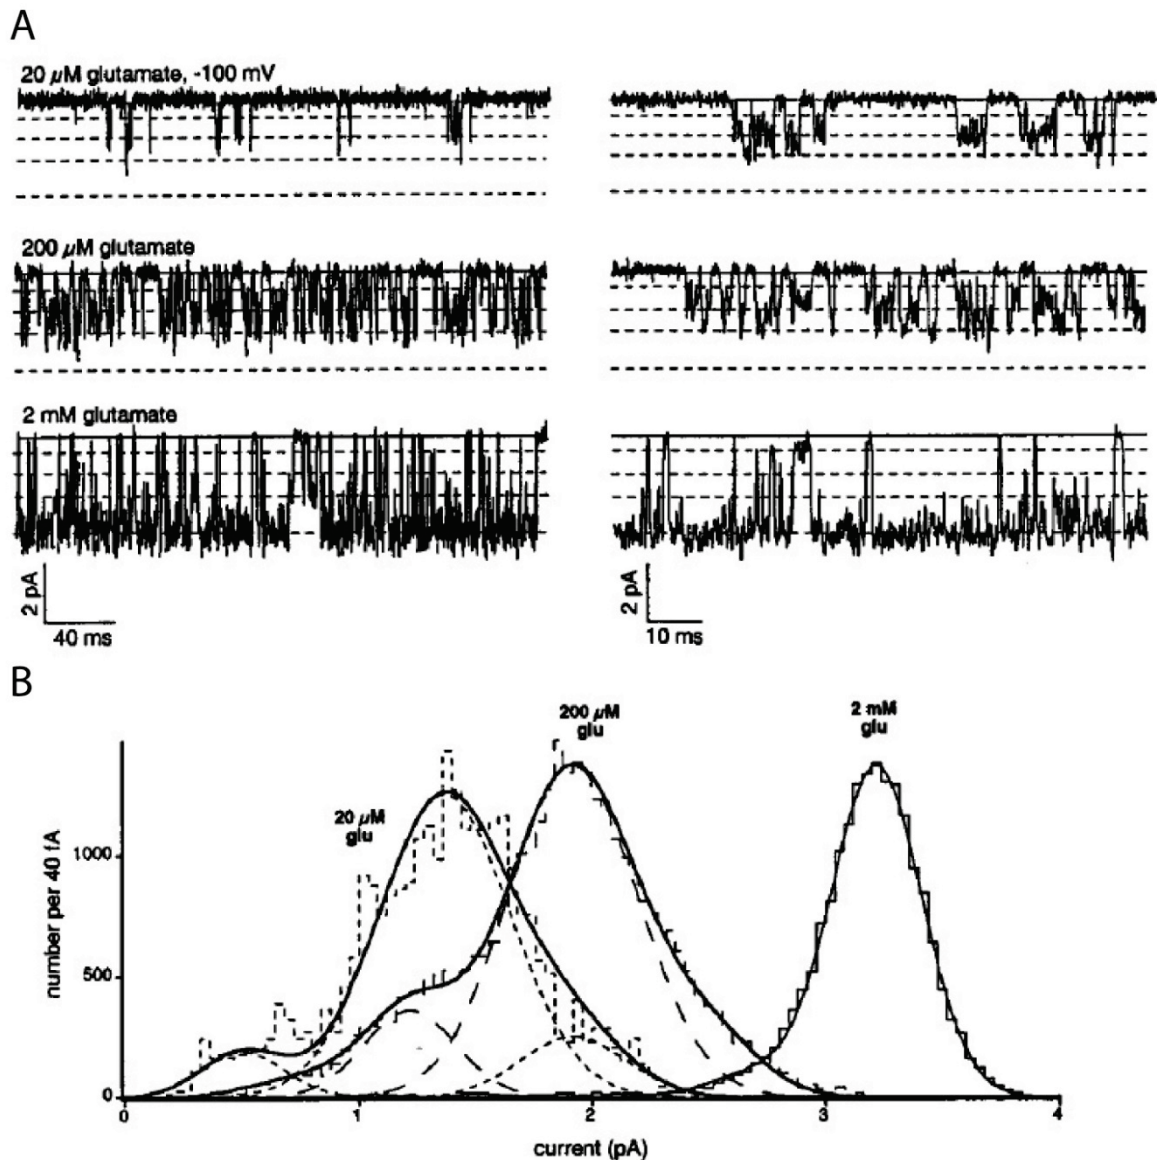 A
20 µM glutamate, -100 mV
200 µM glutamate
2 mM glutamate
2 pA
40 ms
2 pA
10 ms
B
20 µM
glu
200 µM
glu
2 mM
glu
number per 40 fA
1000
500
0
0
1
2
3
4
current (pA)